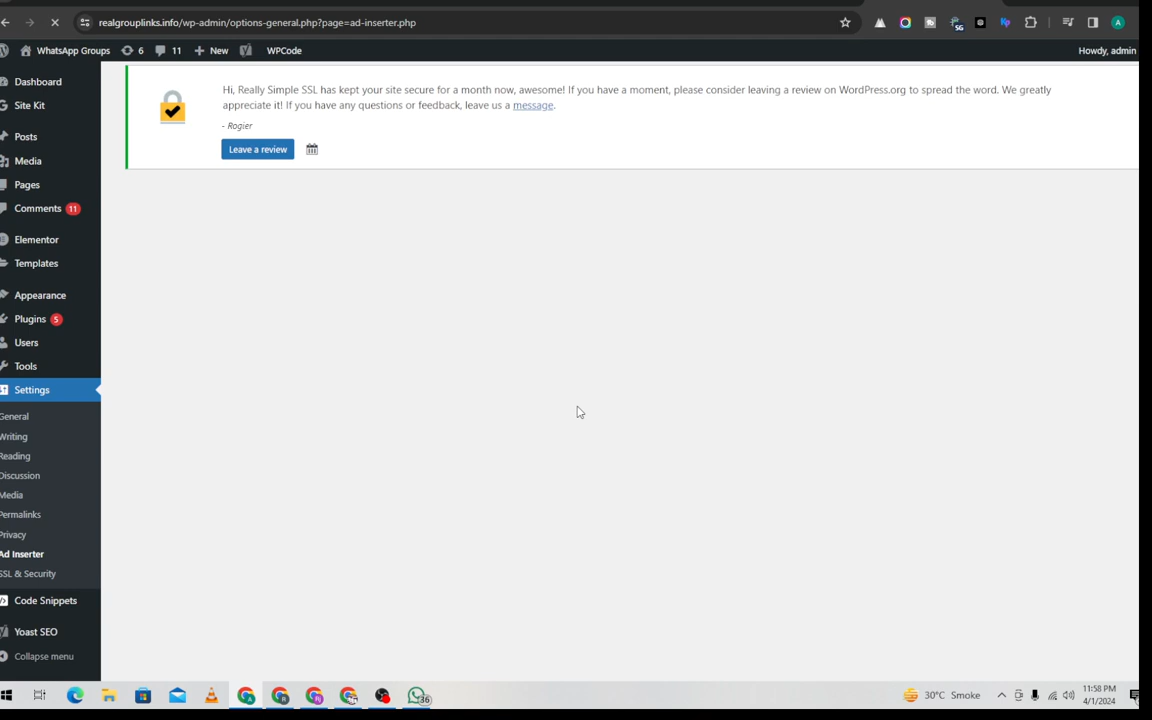 realgrouplinks.info/wp-admin/options-general.php?page=ad-inserter.php
SG
A
WhatsApp Groups
6
11
New
WPCode
Howdy, admin
Dashboard
Site Kit
Posts
Media
Pages
Comments 11
Elementor
Templates
Appearance
Plugins 5
Users
Tools
Settings
General
Writing
Reading
Discussion
Media
Permalinks
Privacy
Ad Inserter
SSL & Security
Code Snippets
Yoast SEO
Collapse menu
Hi, Really Simple SSL has kept your site secure for a month now, awesome! If you have a moment, please consider leaving a review on WordPress.org to spread the word. We greatly
appreciate it! If you have any questions or feedback, leave us a message.
- Rogier
Leave a review
36
30°C Smoke
11:58 PM
4/1/2024